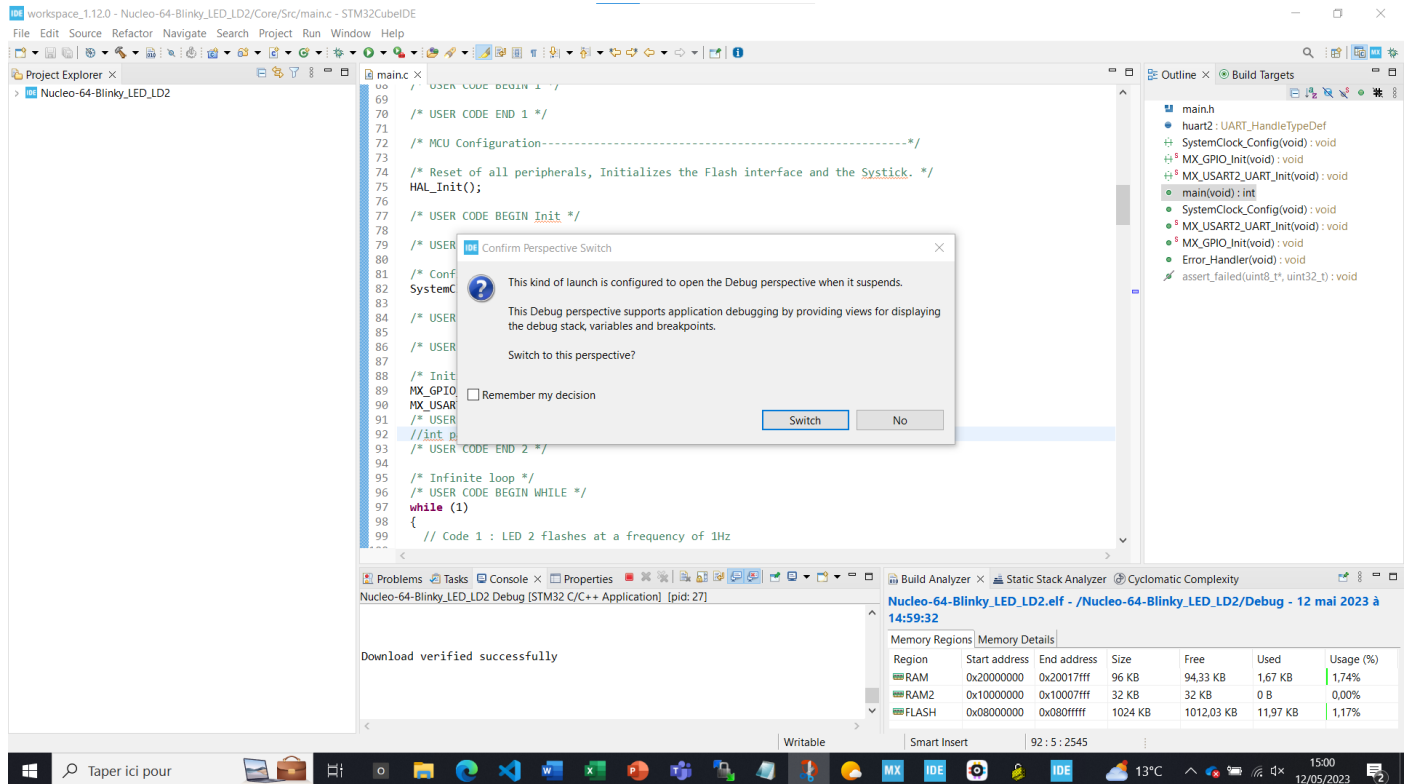 IDE workspace_1.12.0 - Nucleo-64-Blinky_LED_LD2/Core/Src/main.c - STM32CubeIDE
File Edit Source Refactor Navigate Search Project Run Window Help
Project Explorer
Nucleo-64-Blinky_LED_LD2
main.c
68 /* USER CODE BEGIN 1 */
69
70 /* USER CODE END 1 */
71
72 /* MCU Configuration--------------------------------------------------------*/
73
74 /* Reset of all peripherals, Initializes the Flash interface and the Systick. */
75 HAL_Init();
76
77 /* USER CODE BEGIN Init */
78
79 /* USER
80
81 /* Conf
82 SystemC
83
84 /* USER
85
86 /* USER
87
88 /* Init
89 MX_GPIO
90 MX_USAR
91 /* USER
92 //int p
93 /* USER CODE END 2 */
94
95 /* Infinite loop */
96 /* USER CODE BEGIN WHILE */
97 while (1)
98 {
99 // Code 1 : LED 2 flashes at a frequency of 1Hz
IDE Confirm Perspective Switch
This kind of launch is configured to open the Debug perspective when it suspends.
This Debug perspective supports application debugging by providing views for displaying
the debug stack, variables and breakpoints.
Switch to this perspective?
Remember my decision
Switch No
Outline Build Targets
main.h
huart2 : UART_HandleTypeDef
SystemClock_Config(void) : void
MX_GPIO_Init(void) : void
MX_USART2_UART_Init(void) : void
main(void) : int
SystemClock_Config(void) : void
MX_USART2_UART_Init(void) : void
MX_GPIO_Init(void) : void
Error_Handler(void) : void
assert_failed(uint8_t*, uint32_t) : void
Problems Tasks Console Properties
Nucleo-64-Blinky_LED_LD2 Debug [STM32 C/C++ Application] [pid: 27]
Download verified successfully
Build Analyzer Static Stack Analyzer Cyclomatic Complexity
Nucleo-64-Blinky_LED_LD2.elf - /Nucleo-64-Blinky_LED_LD2/Debug - 12 mai 2023 à
14:59:32
Memory Regions Memory Details
Region Start address End address Size Free Used Usage (%)
RAM 0x20000000 0x20017fff 96 KB 94,33 KB 1,67 KB 1,74%
RAM2 0x10000000 0x10007fff 32 KB 32 KB 0 B 0,00%
FLASH 0x08000000 0x080fffff 1024 KB 1012,03 KB 11,97 KB 1,17%
Writable Smart Insert 92 : 5 : 2545
Taper ici pour
MX IDE IDE
13°C
15:00
12/05/2023
2